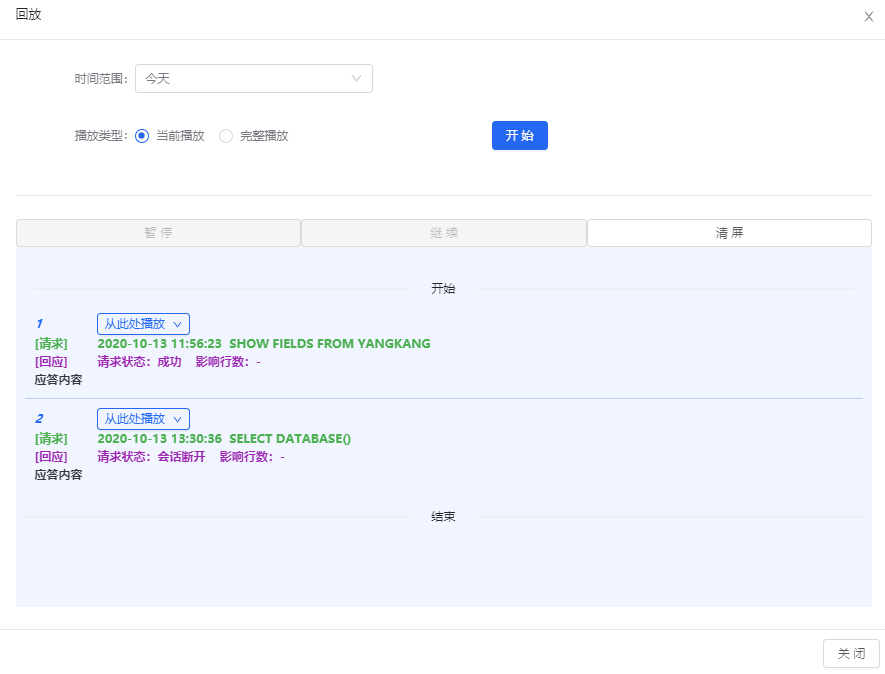 回放
时间范围： 今天
播放类型： 当前播放 完整播放 开 始
暂 停 继 续 清 屏
开始
1 从此处播放
[请求] 2020-10-13 11:56:23 SHOW FIELDS FROM YANGKANG
[回应] 请求状态：成功 影响行数：-
应答内容
2 从此处播放
[请求] 2020-10-13 13:30:36 SELECT DATABASE()
[回应] 请求状态：会话断开 影响行数：-
应答内容
结束
关 闭